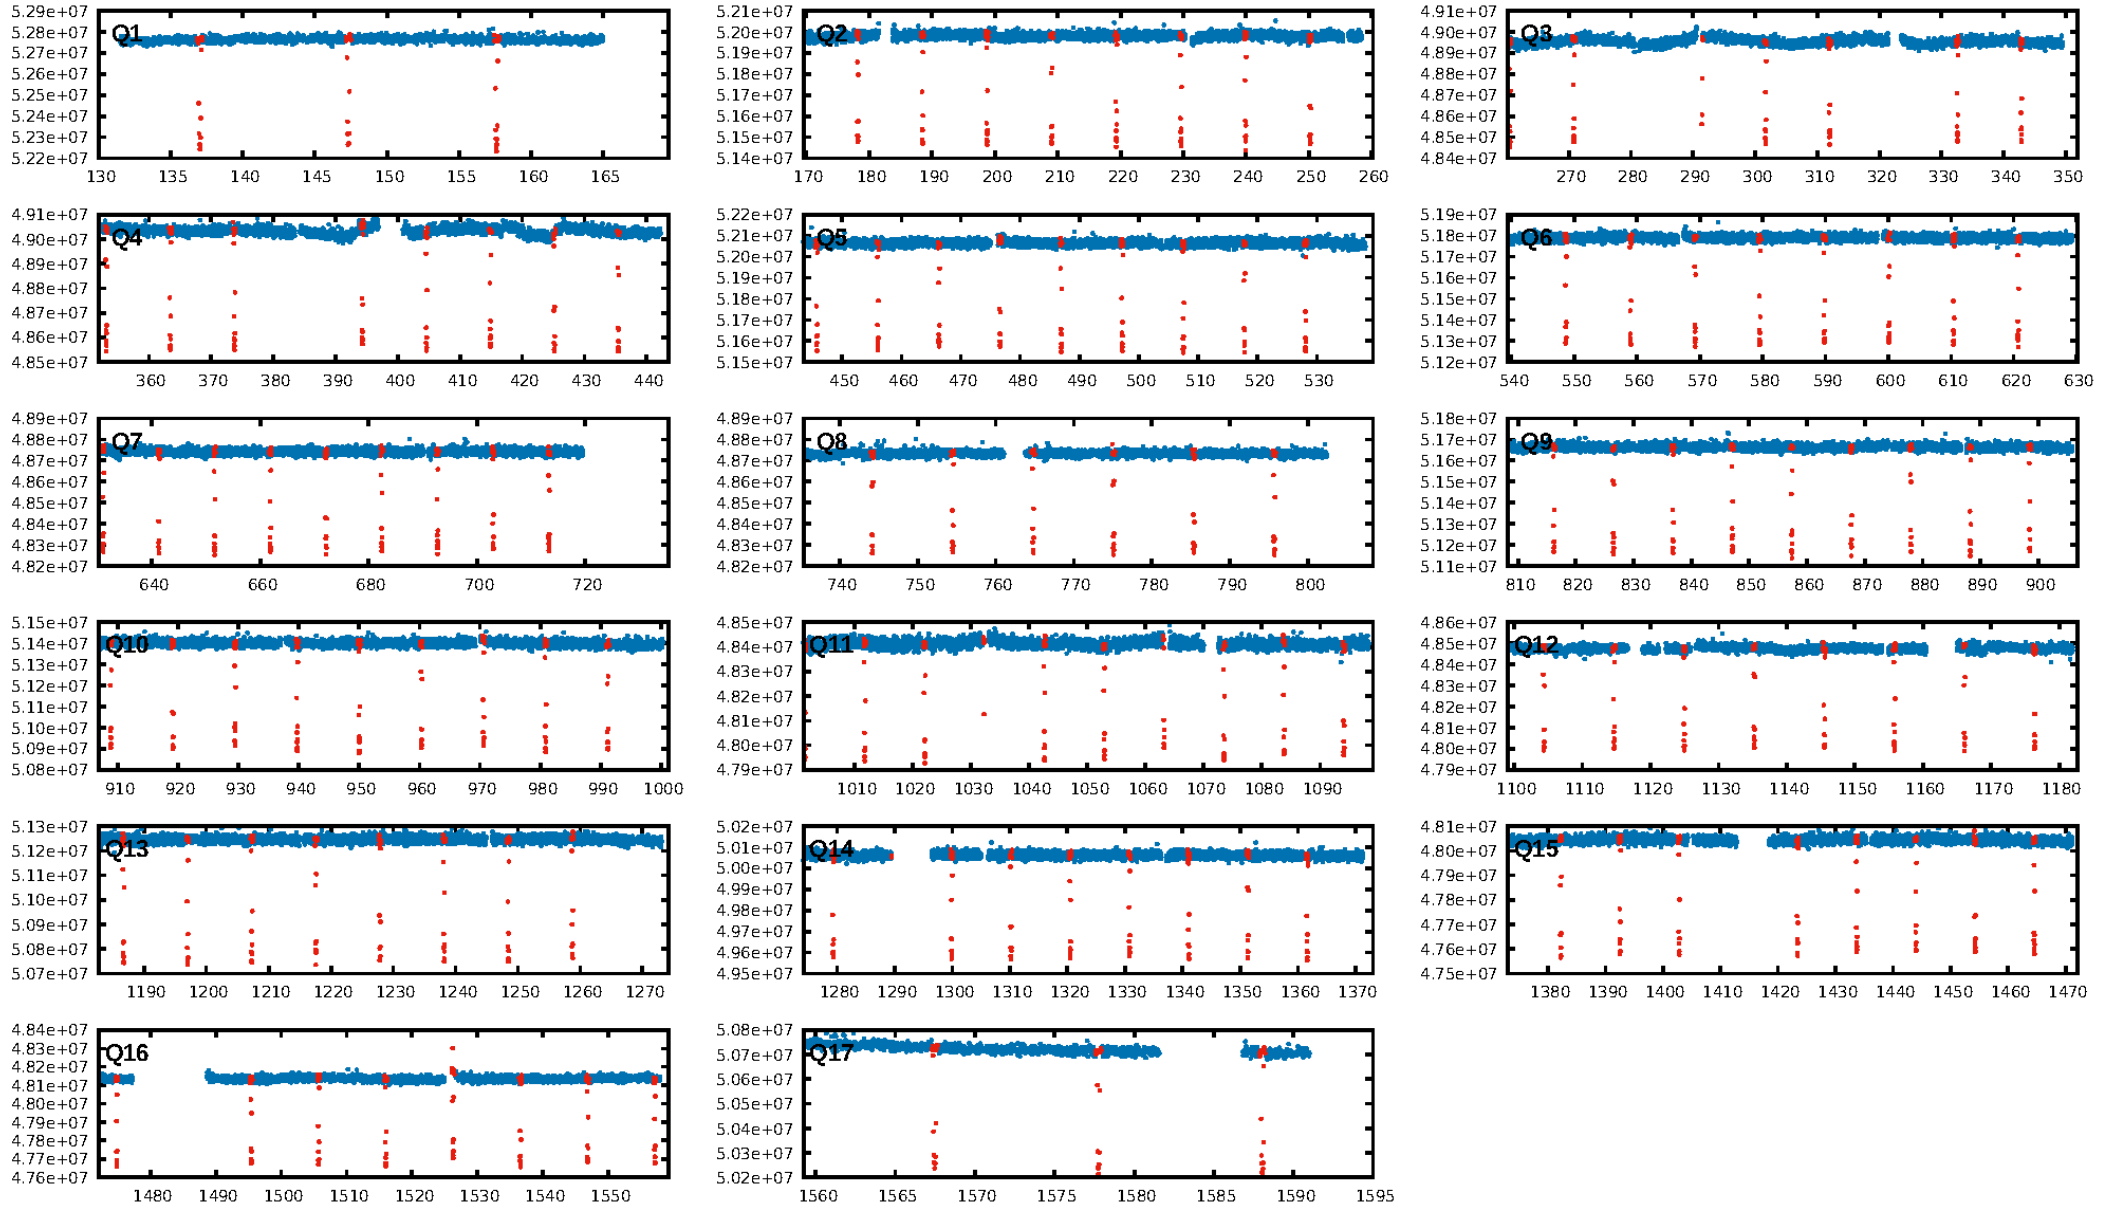 5.29e+07
5.28e+07
5.27e+07
5.26e+07
5.25e+07
5.24e+07
5.23e+07
5.22e+07
Q1
130 135 140 145 150 155 160 165
5.21e+07
5.20e+07
5.19e+07
5.18e+07
5.17e+07
5.16e+07
5.15e+07
5.14e+07
Q2
170 180 190 200 210 220 230 240 250 260
4.91e+07
4.90e+07
4.89e+07
4.88e+07
4.87e+07
4.86e+07
4.85e+07
4.84e+07
Q3
270 280 290 300 310 320 330 340 350
4.91e+07
4.90e+07
4.89e+07
4.88e+07
4.87e+07
4.86e+07
4.85e+07
Q4
360 370 380 390 400 410 420 430 440
5.22e+07
5.21e+07
5.20e+07
5.19e+07
5.18e+07
5.17e+07
5.16e+07
5.15e+07
Q5
450 460 470 480 490 500 510 520 530
5.19e+07
5.18e+07
5.17e+07
5.16e+07
5.15e+07
5.14e+07
5.13e+07
5.12e+07
Q6
540 550 560 570 580 590 600 610 620 630
4.89e+07
4.88e+07
4.87e+07
4.86e+07
4.85e+07
4.84e+07
4.83e+07
4.82e+07
Q7
640 660 680 700 720
4.89e+07
4.88e+07
4.87e+07
4.86e+07
4.85e+07
4.84e+07
4.83e+07
4.82e+07
Q8
740 750 760 770 780 790 800
5.18e+07
5.17e+07
5.16e+07
5.15e+07
5.14e+07
5.13e+07
5.12e+07
5.11e+07
Q9
810 820 830 840 850 860 870 880 890 900
5.15e+07
5.14e+07
5.13e+07
5.12e+07
5.11e+07
5.10e+07
5.09e+07
5.08e+07
Q10
910 920 930 940 950 960 970 980 990 1000
4.85e+07
4.84e+07
4.83e+07
4.82e+07
4.81e+07
4.80e+07
4.79e+07
Q11
1010 1020 1030 1040 1050 1060 1070 1080 1090
4.86e+07
4.85e+07
4.84e+07
4.83e+07
4.82e+07
4.81e+07
4.80e+07
4.79e+07
Q12
1100 1110 1120 1130 1140 1150 1160 1170 1180
5.13e+07
5.12e+07
5.11e+07
5.10e+07
5.09e+07
5.08e+07
5.07e+07
Q13
1190 1200 1210 1220 1230 1240 1250 1260 1270
5.02e+07
5.01e+07
5.00e+07
4.99e+07
4.98e+07
4.97e+07
4.96e+07
4.95e+07
Q14
1280 1290 1300 1310 1320 1330 1340 1350 1360 1370
4.81e+07
4.80e+07
4.79e+07
4.78e+07
4.77e+07
4.76e+07
4.75e+07
Q15
1380 1390 1400 1410 1420 1430 1440 1450 1460 1470
4.84e+07
4.83e+07
4.82e+07
4.81e+07
4.80e+07
4.79e+07
4.78e+07
4.77e+07
4.76e+07
Q16
1480 1490 1500 1510 1520 1530 1540 1550
5.08e+07
5.07e+07
5.06e+07
5.05e+07
5.04e+07
5.03e+07
5.02e+07
Q17
1560 1565 1570 1575 1580 1585 1590 1595